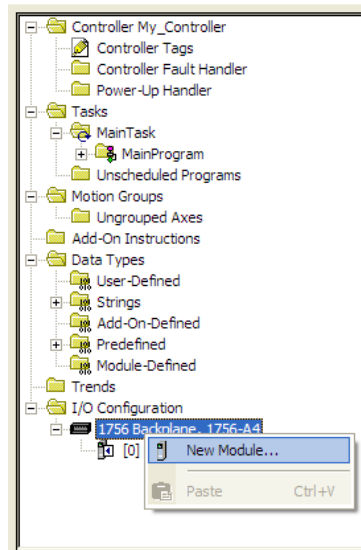 Controller My_Controller
Controller Tags
Controller Fault Handler
Power-Up Handler
Tasks
MainTask
MainProgram
Unscheduled Programs
Motion Groups
Ungrouped Axes
Add-On Instructions
Data Types
User-Defined
Strings
Add-On-Defined
Predefined
Module-Defined
Trends
I/O Configuration
1756 Backplane, 1756-A4
[0]
New Module...
Paste Ctrl+V